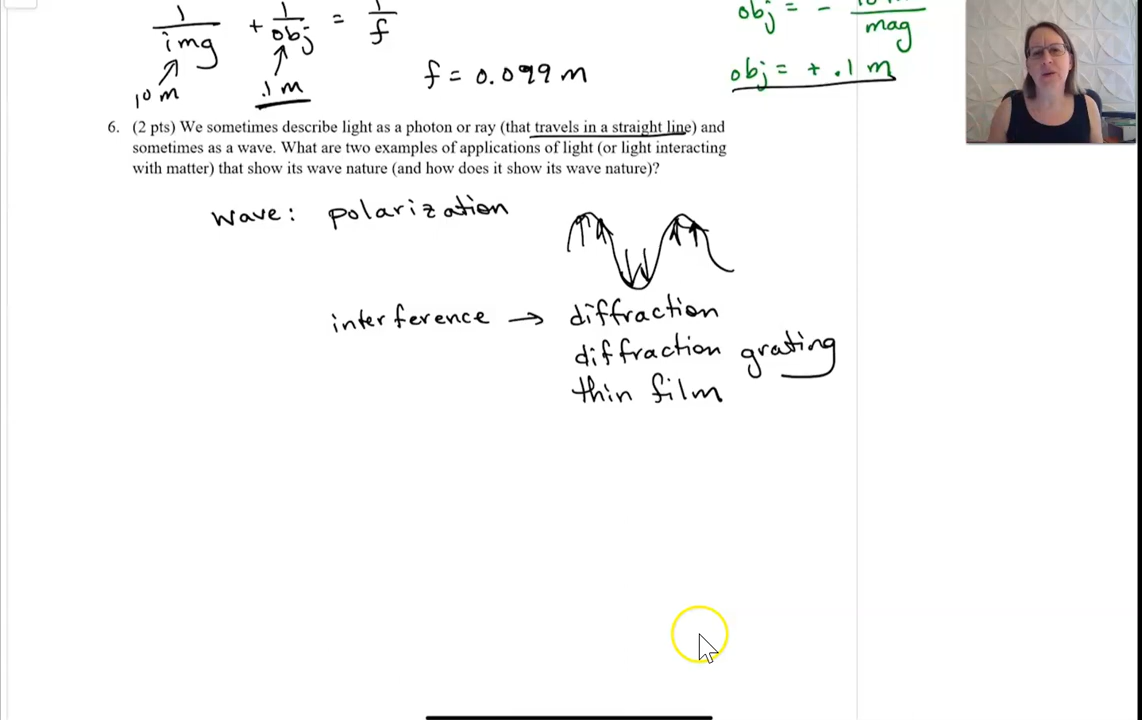 1/img + 1/obj = 1/f
obj = -
mag
10 m
.1 m
f = 0.099 m
obj = + .1 m
6. (2 pts) We sometimes describe light as a photon or ray (that travels in a straight line) and
sometimes as a wave. What are two examples of applications of light (or light interacting
with matter) that show its wave nature (and how does it show its wave nature)?
wave: polarization
interference → diffraction
diffraction grating
thin film